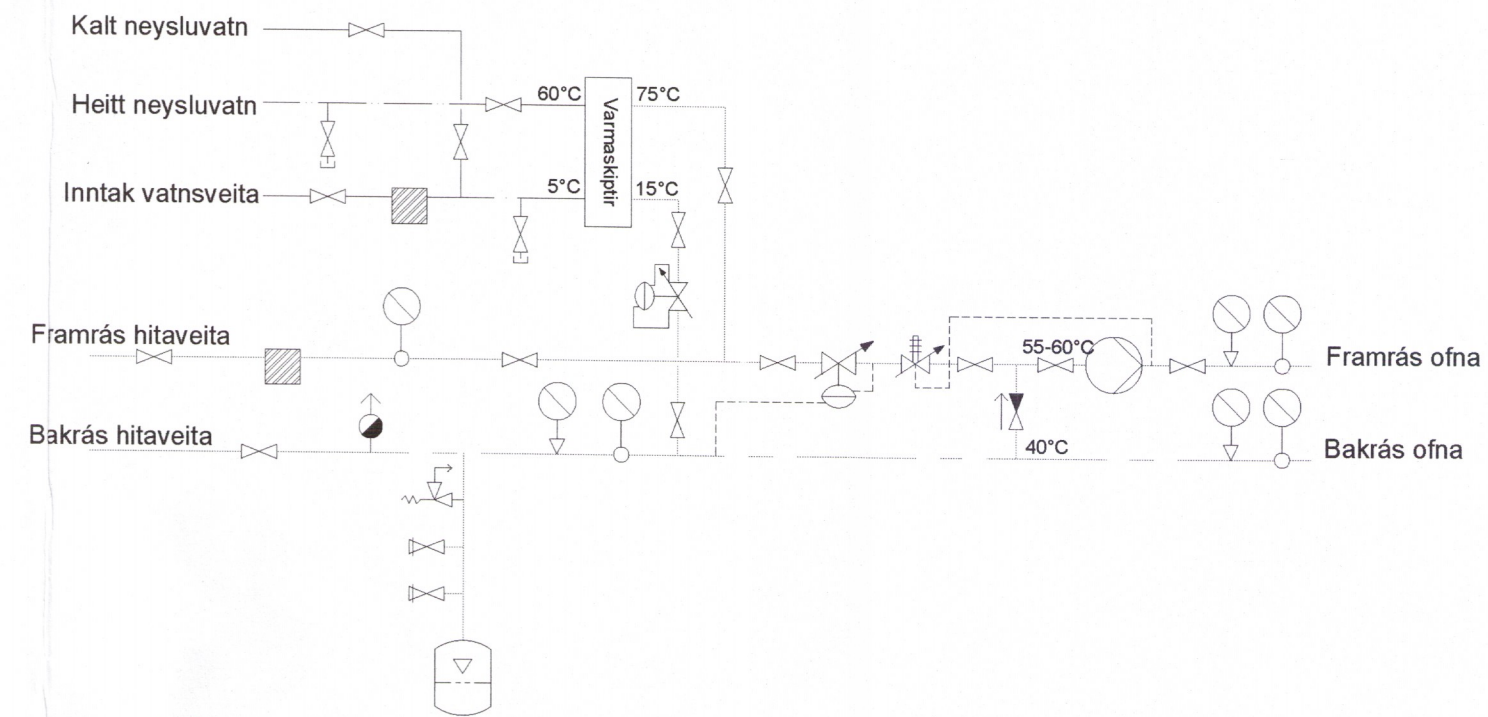 Kalt neysluvatn
Heitt neysluvatn
60°C
75°C
Varmaskiptir
Inntak vatnsveita
5°C
15°C
Framrás hitaveita
55-60°C
Framrás ofna
Bakrás hitaveita
40°C
Bakrás ofna